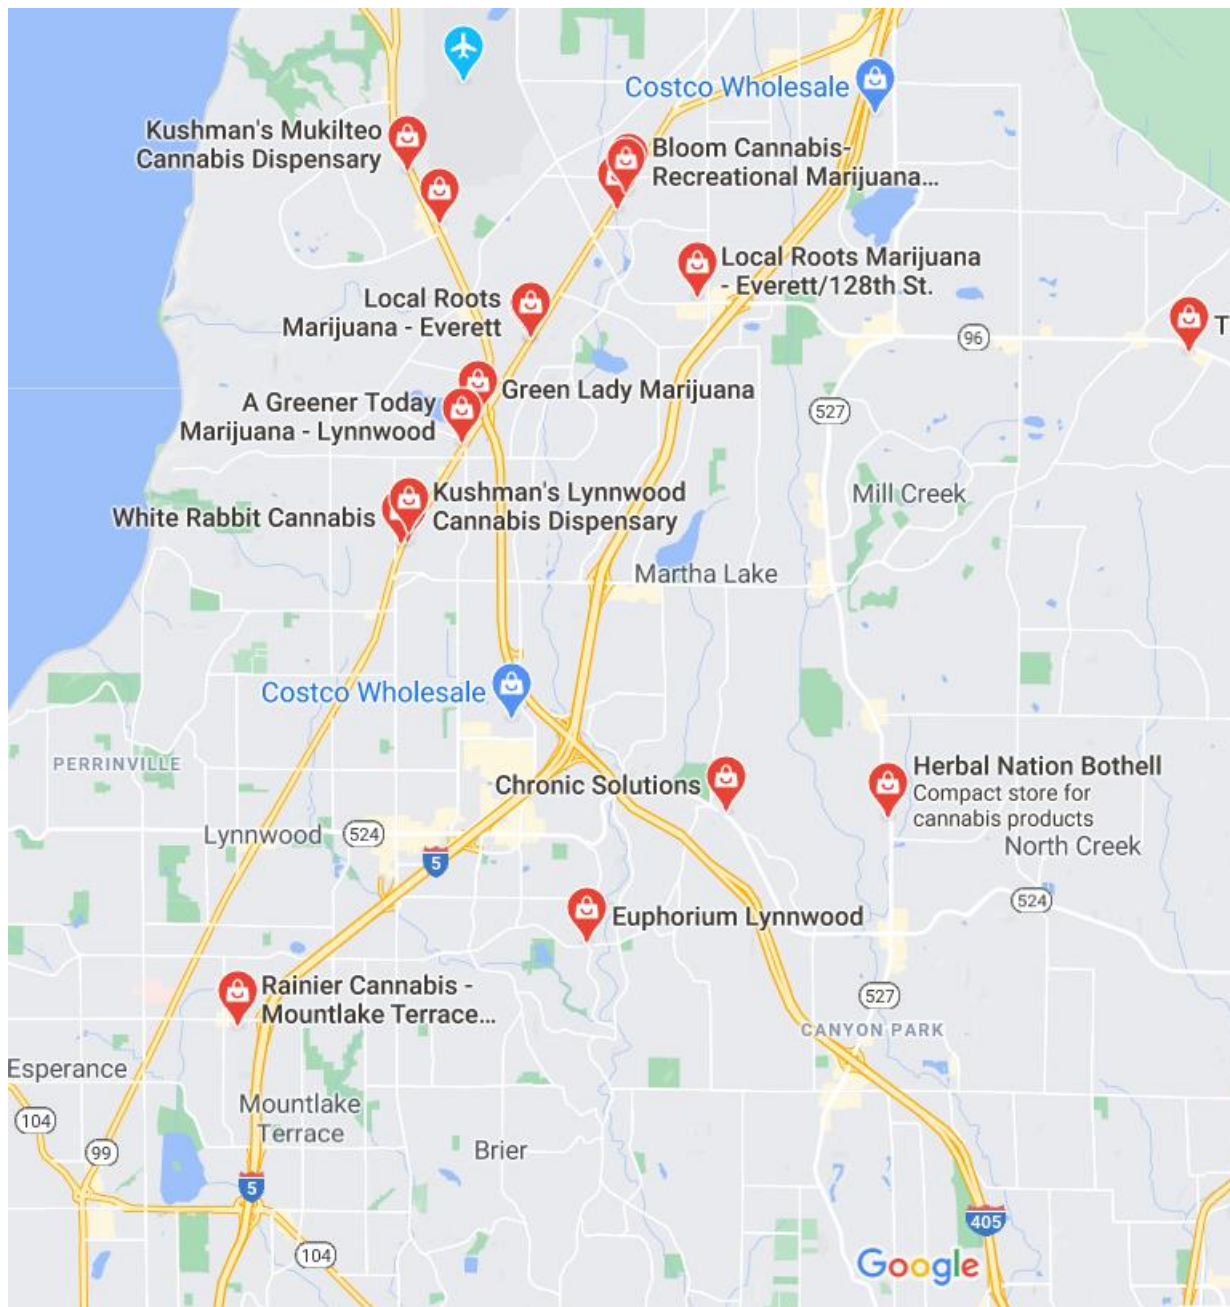 Costco Wholesale
Kushman's Mukilteo
Cannabis Dispensary
Bloom Cannabis-
Recreational Marijuana...
Local Roots Marijuana
- Everett/128th St.
Local Roots
Marijuana - Everett
T
96
Green Lady Marijuana
A Greener Today
Marijuana - Lynnwood
527
Mill Creek
Kushman's Lynnwood
Cannabis Dispensary
White Rabbit Cannabis
Martha Lake
Costco Wholesale
PERRINVILLE
Chronic Solutions
Herbal Nation Bothell
Compact store for
cannabis products
North Creek
Lynnwood
524
5
524
Euphorium Lynnwood
Rainier Cannabis -
Mountlake Terrace...
527
CANYON PARK
Esperance
Mountlake
Terrace
104
99
Brier
5
405
104
Google